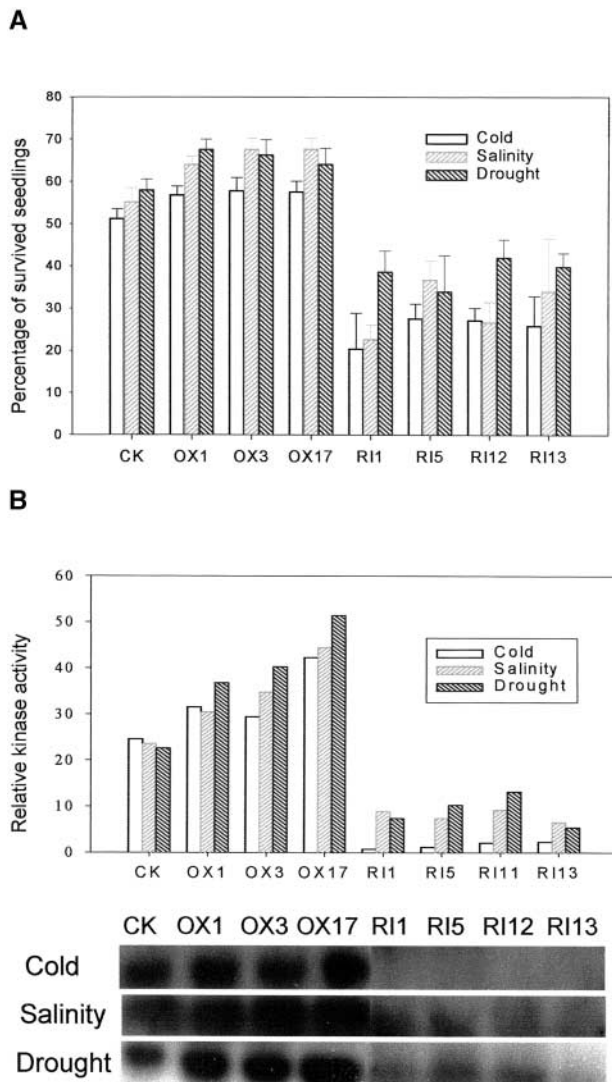 A
80
70
60
50
40
30
20
10
0
Percentage of survived seedlings
Cold
Salinity
Drought
CK OX1 OX3 OX17 RI1 RI5 RI12 RI13
B
60
50
40
30
20
10
0
Relative kinase activity
Cold
Salinity
Drought
CK OX1 OX3 OX17 RI1 RI5 RI11 RI13
CK OX1 OX3 OX17 RI1 RI5 RI12 RI13
Cold
Salinity
Drought